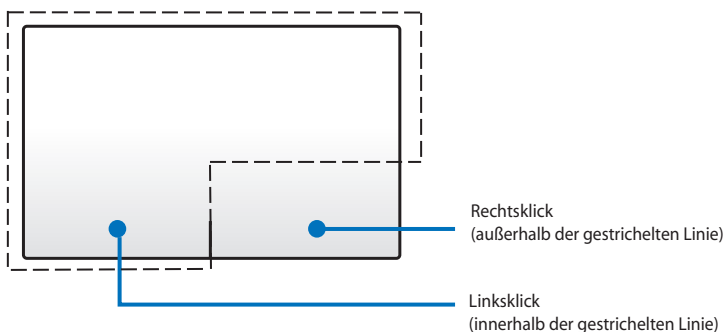 Rechtsklick
(außerhalb der gestrichelten Linie)
Linksklick
(innerhalb der gestrichelten Linie)